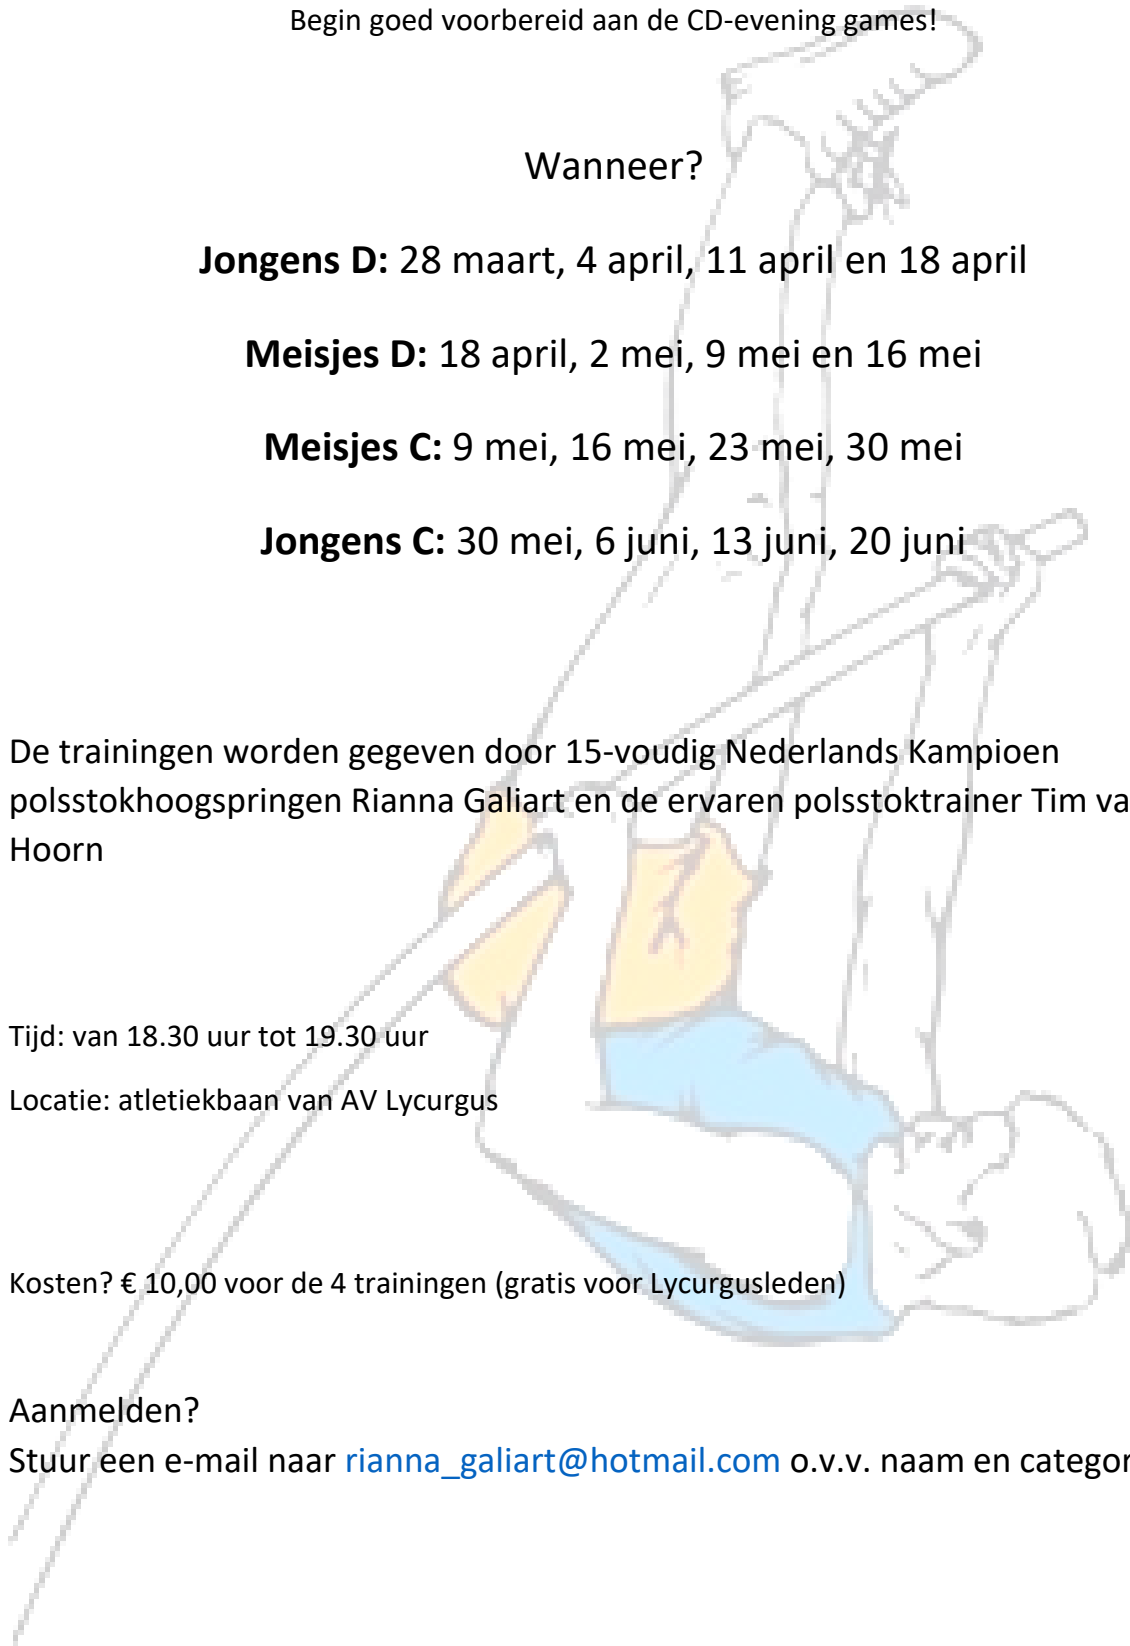 Begin goed voorbereid aan de CD-evening games!
Wanneer?
Jongens D: 28 maart, 4 april, 11 april en 18 april
Meisjes D: 18 april, 2 mei, 9 mei en 16 mei
Meisjes C: 9 mei, 16 mei, 23 mei, 30 mei
Jongens C: 30 mei, 6 juni, 13 juni, 20 juni
De trainingen worden gegeven door 15-voudig Nederlands Kampioen
polsstokhoogspringen Rianna Galiart en de ervaren polsstoktrainer Tim va
Hoorn
Tijd: van 18.30 uur tot 19.30 uur
Locatie: atletiekbaan van AV Lycurgus
Kosten? € 10,00 voor de 4 trainingen (gratis voor Lycurgusleden)
Aanmelden?
Stuur een e-mail naar rianna_galiart@hotmail.com o.v.v. naam en categor